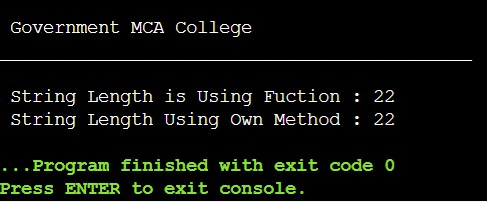 Government MCA College
String Length is Using Fuction : 22
String Length Using Own Method : 22
...Program finished with exit code 0
Press ENTER to exit console.